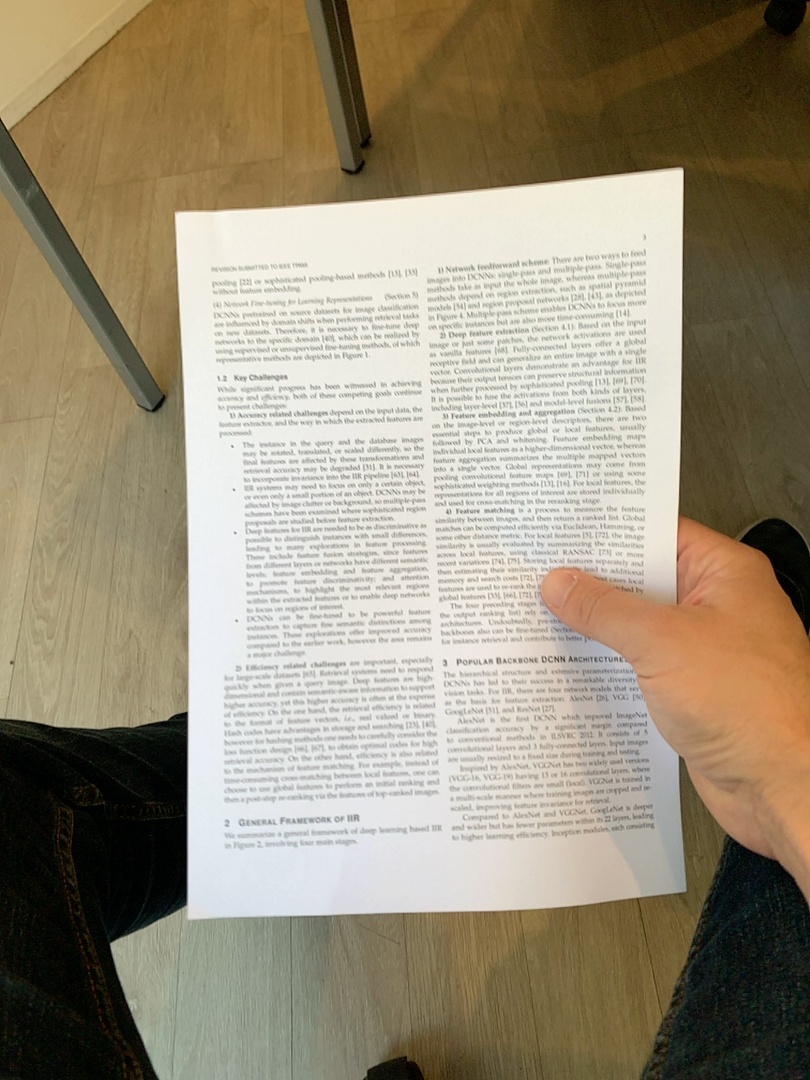 REVISION SUBMITTED TO IEEE TPAMI
3
pooling [22] or sophisticated pooling-based methods [13], [33]
without feature embedding.
(4) Network Fine-tuning for Learning Representations (Section 5)
DCNNs pretrained on source datasets for image classification
are influenced by domain shifts when performing retrieval tasks
on new datasets. Therefore, it is necessary to fine-tune deep
networks to the specific domain [40], which can be realized by
using supervised or unsupervised fine-tuning methods, of which
representative methods are depicted in Figure 1.
1.2 Key Challenges
While significant progress has been witnessed in achieving
accuracy and efficiency, both of these competing goals continue
to present challenges:
1) Accuracy related challenges depend on the input data, the
feature extractor, and the way in which the extracted features are
processed:
• The instance in the query and the database images
may be rotated, translated, or scaled differently, so the
final features are affected by these transformations and
retrieval accuracy may be degraded [31]. It is necessary
to incorporate invariance into the IIR pipeline [63], [64].
• IIR systems may need to focus on only a certain object,
or even only a small portion of an object. DCNNs may be
affected by image clutter or background, so multiple-pass
schemes have been examined where sophisticated region
proposals are studied before feature extraction.
• Deep features for IIR are needed to be as discriminative as
possible to distinguish instances with small differences,
leading to many explorations in feature processing.
These include feature fusion strategies, since features
from different layers or networks have different semantic
levels; feature embedding and feature aggregation,
to promote feature discriminativity; and attention
mechanisms, to highlight the most relevant regions
within the extracted features or to enable deep networks
to focus on regions of interest.
• DCNNs can be fine-tuned to be powerful feature
extractors to capture fine semantic distinctions among
instances. These explorations offer improved accuracy
compared to the earlier work, however the area remains
a major challenge.
2) Efficiency related challenges are important, especially
for large-scale datasets [65]. Retrieval systems need to respond
quickly when given a query image. Deep features are high-
dimensional and contain semantic-aware information to support
higher accuracy, yet this higher accuracy is often at the expense
of efficiency. On the one hand, the retrieval efficiency is related
to the format of feature vectors, i.e., real valued or binary.
Hash codes have advantages in storage and searching [23], [40],
however for hashing methods one needs to carefully consider the
loss function design [66], [67], to obtain optimal codes for high
retrieval accuracy. On the other hand, efficiency is also related
to the mechanism of feature matching. For example, instead of
time-consuming cross-matching between local features, one can
choose to use global features to perform an initial ranking and
then a post-step re-ranking via the features of top-ranked images.
2 GENERAL FRAMEWORK OF IIR
We summarize a general framework of deep learning based IIR
in Figure 2, involving four main stages.
1) Network feedforward scheme: There are two ways to feed
images into DCNNs: single-pass and multiple-pass. Single-pass
methods take as input the whole image, whereas multiple-pass
methods depend on region extraction, such as spatial pyramid
models [54] and region proposal networks [28], [43], as depicted
in Figure 4. Multiple-pass scheme enables DCNNs to focus more
on specific instances but are also more time-consuming [14].
2) Deep feature extraction (Section 4.1): Based on the input
image or just some patches, the network activations are used
as vanilla features [68]. Fully-connected layers offer a global
receptive field and can generalize an entire image with a single
vector. Convolutional layers demonstrate an advantage for IIR
because their output tensors can preserve structural information
when further processed by sophisticated pooling [13], [69], [70].
It is possible to fuse the activations from both kinds of layers,
including layer-level [37], [56] and model-level fusions [57], [58].
3) Feature embedding and aggregation (Section 4.2): Based
on the image-level or region-level descriptors, there are two
essential steps to produce global or local features, usually
followed by PCA and whitening. Feature embedding maps
individual local features as a higher-dimensional vector, whereas
feature aggregation summarizes the multiple mapped vectors
into a single vector. Global representations may come from
pooling convolutional feature maps [69], [71] or using some
sophisticated weighting methods [13], [16]. For local features, the
representations for all regions of interest are stored individually
and used for cross-matching in the reranking stage.
4) Feature matching is a process to measure the feature
similarity between images, and then return a ranked list. Global
matches can be computed efficiently via Euclidean, Hamming, or
some other distance metric. For local features [5], [72], the image
similarity is usually evaluated by summarizing the similarities
across local features, using classical RANSAC [73] or more
recent variations [74], [75]. Storing local features separately and
then estimating their similarity lead to additional
memory and search costs [72], most cases local
features are used to re-rank the by
global features [33], [66], [72],
The four preceding stages
the output ranking list) rely
architectures. Undoubtedly,
backbones also can be fine-tuned
for instance retrieval and contribute to better
3 POPULAR BACKBONE DCNN ARCHITECTURE
The hierarchical structure and extensive parameterization
DCNNs has led to their success in a remarkable diversity
vision tasks. For IIR, there are four network models that
as the basis for feature extraction: AlexNet [26], VGG [50]
GoogLeNet [51], and ResNet [27].
AlexNet is the first DCNN which improved ImageNet
classification accuracy by a significant margin compared
to conventional methods in ILSVRC 2012. It consists of 5
convolutional layers and 3 fully-connected layers. Input images
are usually resized to a fixed size during training and testing.
Inspired by AlexNet, VGGNet has two widely used versions
(VGG-16, VGG-19) having 13 or 16 convolutional layers, where
the convolutional filters are small (local). VGGNet is trained in
a multi-scale manner where training images are cropped and re-
scaled, improving feature invariance for retrieval.
Compared to AlexNet and VGGNet, GoogLeNet is deeper
and wider but has fewer parameters within its 22 layers, leading
to higher learning efficiency. Inception modules, each consisting